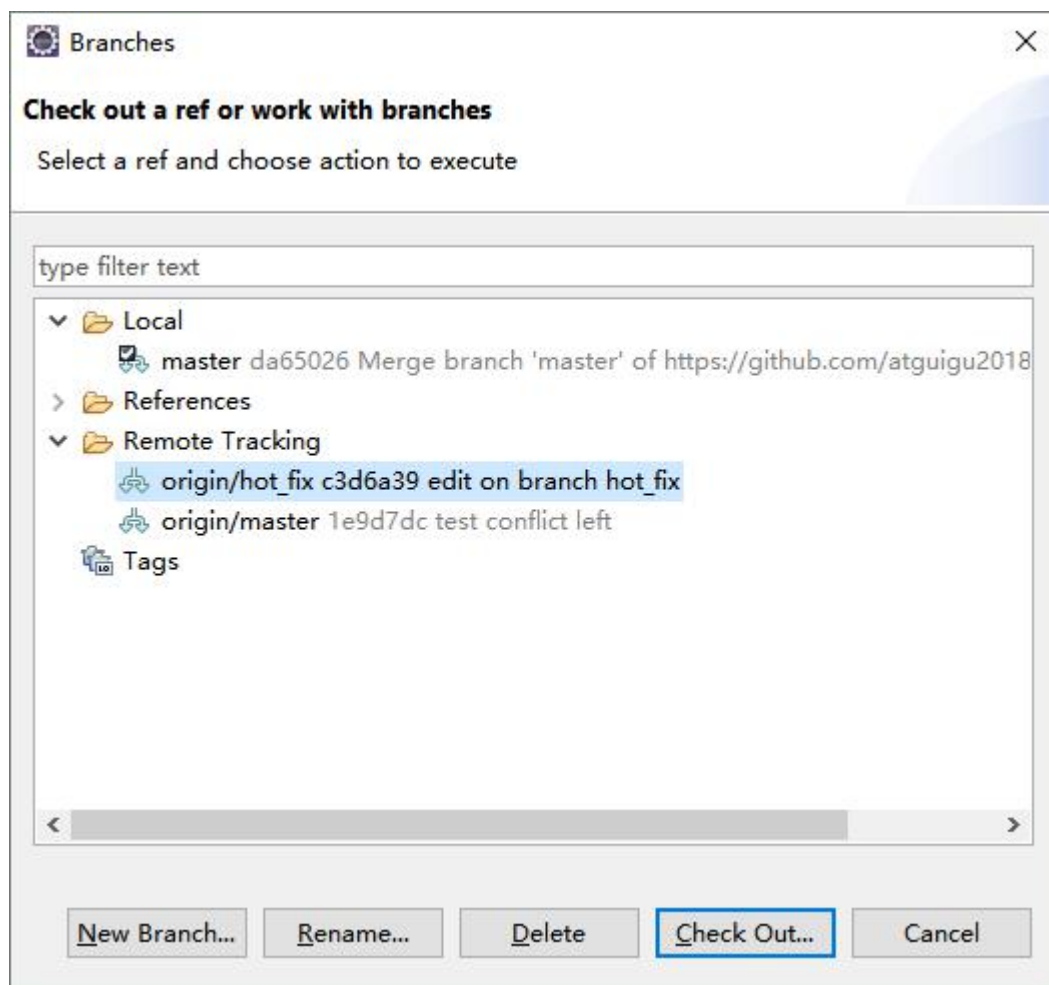 Branches
Check out a ref or work with branches
Select a ref and choose action to execute
type filter text
Local
master da65026 Merge branch 'master' of https://github.com/atguigu2018
References
Remote Tracking
origin/hot_fix c3d6a39 edit on branch hot_fix
origin/master 1e9d7dc test conflict left
Tags
New Branch... Rename... Delete Check Out... Cancel